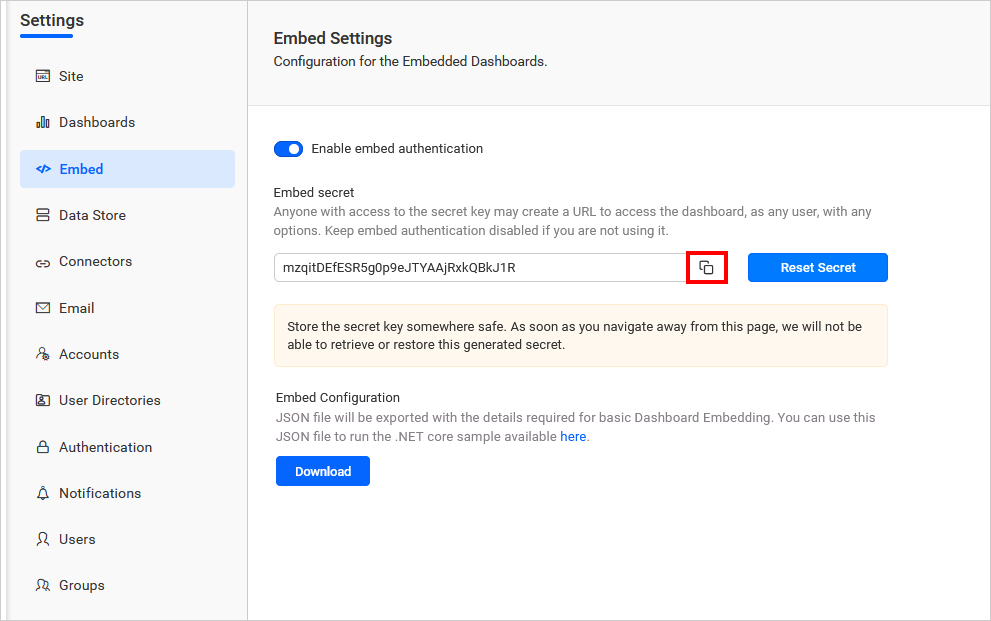 Settings
Site
Dashboards
Embed
Data Store
Connectors
Email
Accounts
User Directories
Authentication
Notifications
Users
Groups
Embed Settings
Configuration for the Embedded Dashboards.
Enable embed authentication
Embed secret
Anyone with access to the secret key may create a URL to access the dashboard, as any user, with any
options. Keep embed authentication disabled if you are not using it.
mzqitDEfESR5g0p9eJTYAAjRxkQBkJ1R
Reset Secret
Store the secret key somewhere safe. As soon as you navigate away from this page, we will not be
able to retrieve or restore this generated secret.
Embed Configuration
JSON file will be exported with the details required for basic Dashboard Embedding. You can use this
JSON file to run the .NET core sample available here.
Download